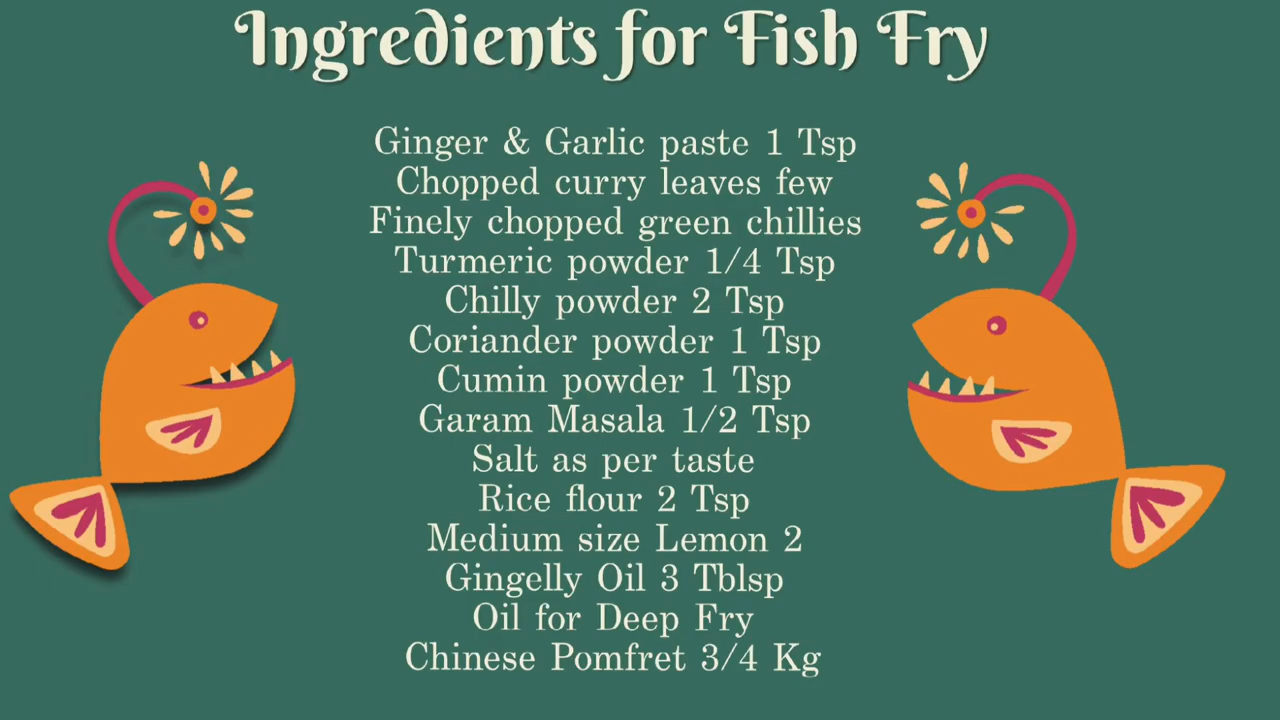 Ingredients for Fish Fry
Ginger & Garlic paste 1 Tsp
Chopped curry leaves few
Finely chopped green chillies
Turmeric powder 1/4 Tsp
Chilly powder 2 Tsp
Coriander powder 1 Tsp
Cumin powder 1 Tsp
Garam Masala 1/2 Tsp
Salt as per taste
Rice flour 2 Tsp
Medium size Lemon 2
Gingelly Oil 3 Tblsp
Oil for Deep Fry
Chinese Pomfret 3/4 Kg